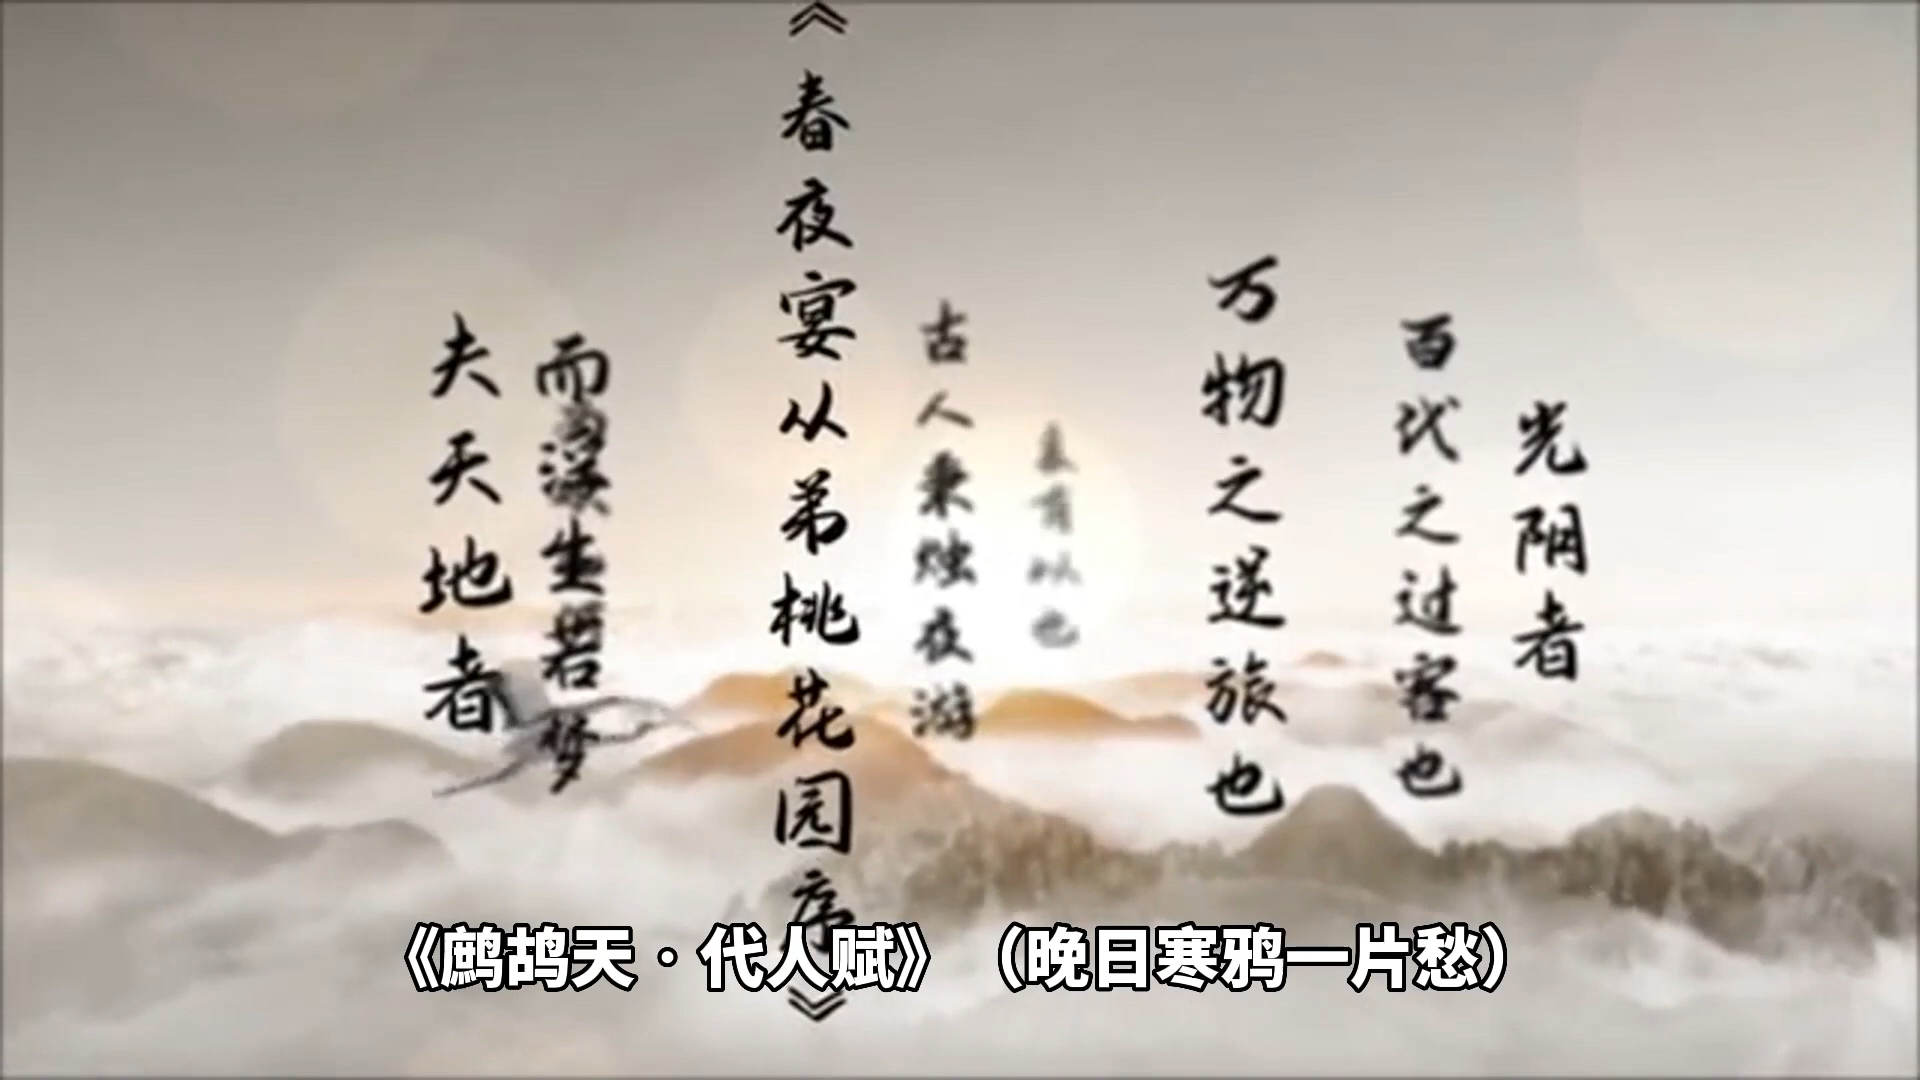 夫天地者
而浮生若梦
《春夜宴从弟桃花园序》
古人秉烛夜游
良有以也
万物之逆旅也
百代之过客也
光阴者
《鹧鸪天·代人赋》（晚日寒鸦一片愁）